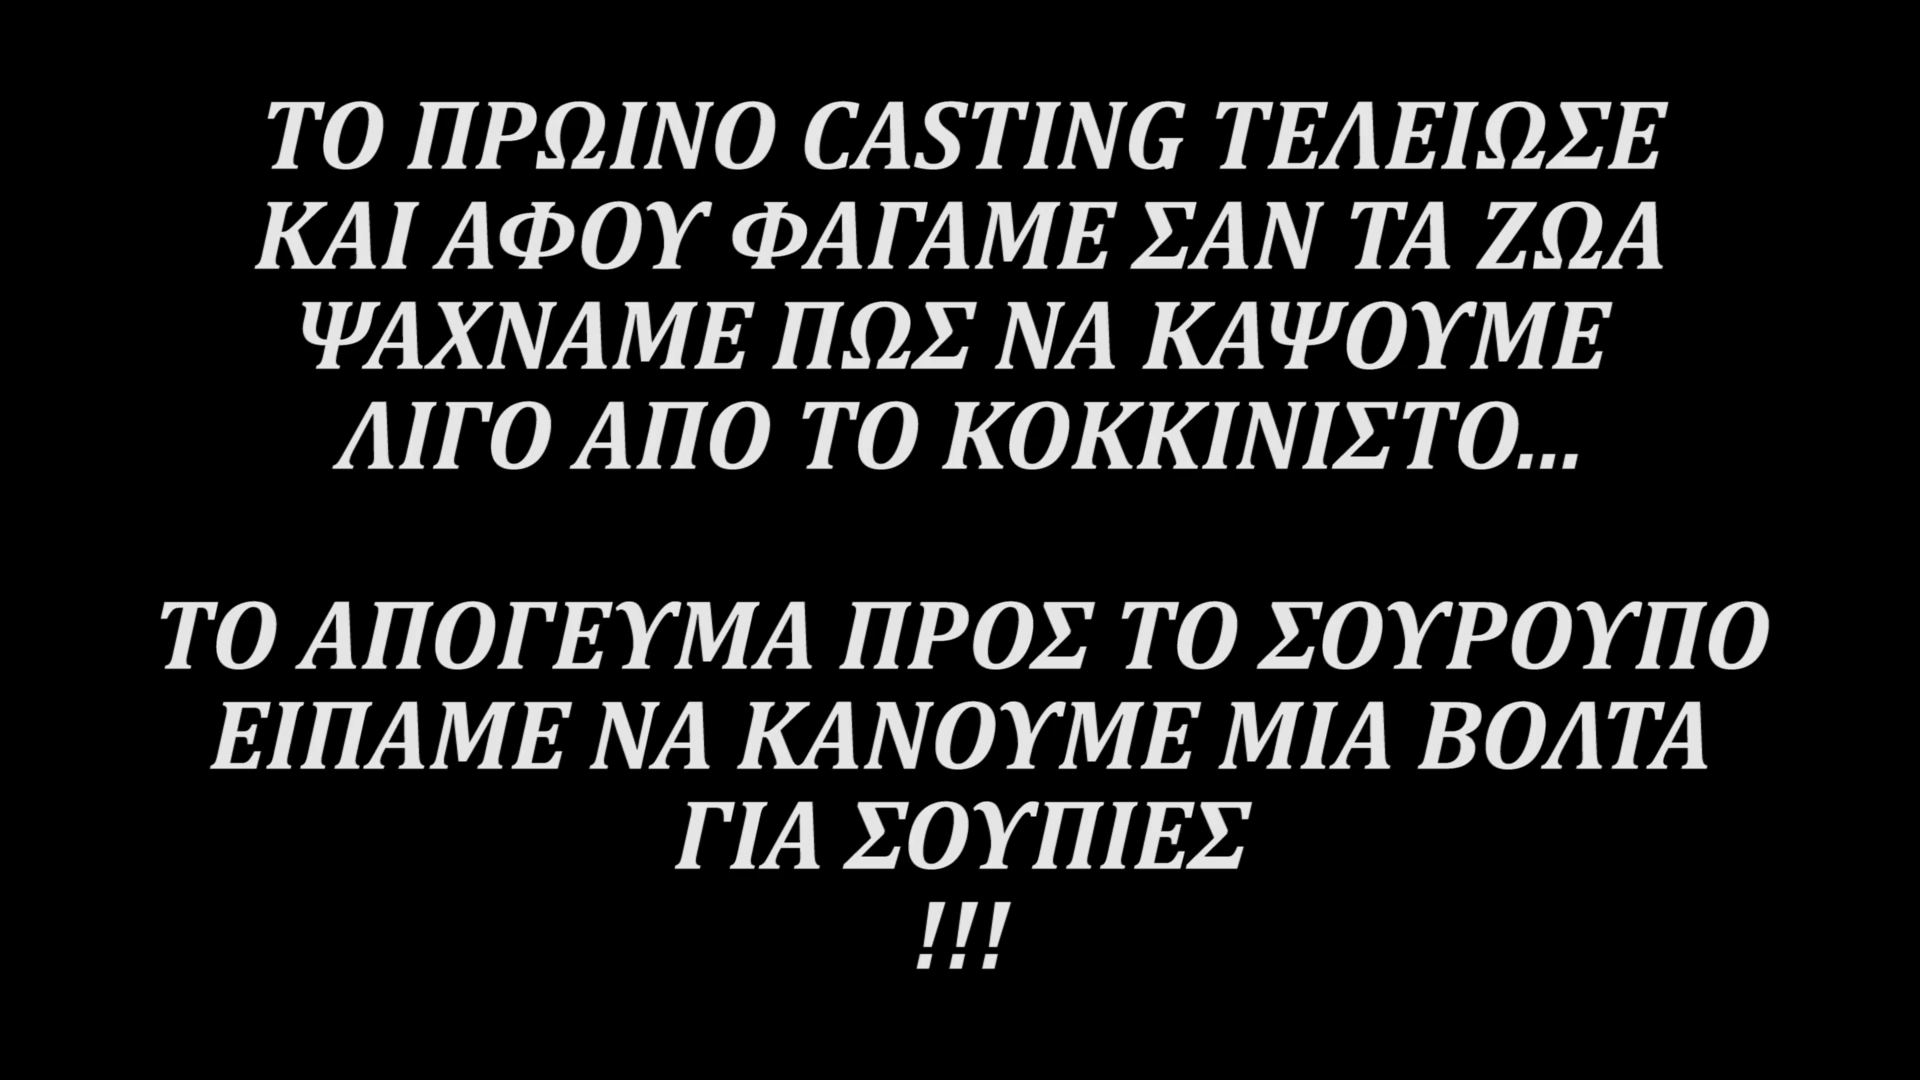 ΤΟ ΠΡΩΙΝΟ CASTING ΤΕΛΕΙΩΣΕ
ΚΑΙ ΑΦΟΥ ΦΑΓΑΜΕ ΣΑΝ ΤΑ ΖΩΑ
ΨΑΧΝΑΜΕ ΠΩΣ ΝΑ ΚΑΨΟΥΜΕ
ΛΙΓΟ ΑΠΟ ΤΟ ΚΟΚΚΙΝΙΣΤΟ...
ΤΟ ΑΠΟΓΕΥΜΑ ΠΡΟΣ ΤΟ ΣΟΥΡΟΥΠΟ
ΕΙΠΑΜΕ ΝΑ ΚΑΝΟΥΜΕ ΜΙΑ ΒΟΛΤΑ
ΓΙΑ ΣΟΥΠΙΕΣ
!!!